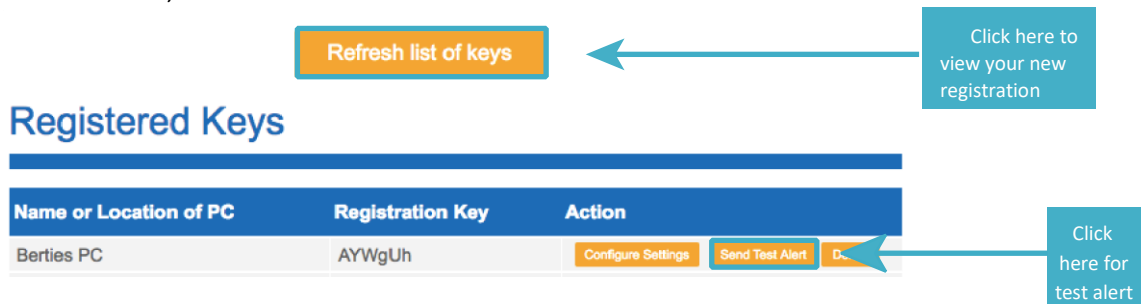 Refresh list of keys
Click here to
view your new
registration
Registered Keys
Name or Location of PC Registration Key Action
Berties PC AYWgUh Configure Settings Send Test Alert
Click
here for
test alert